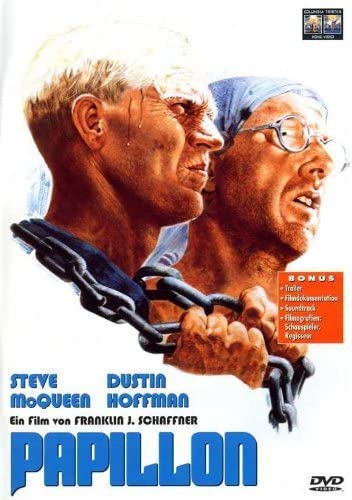 COLUMBIA TRISTAR
HOME VIDEO
BONUS
• Trailer
• Filmdokumentation
• Soundtrack
• Filmografien:
Schauspieler,
Regisseur
STEVE McQUEEN
DUSTIN HOFFMAN
Ein Film von FRANKLIN J. SCHAFFNER
PAPILLON
DVD
VIDEO